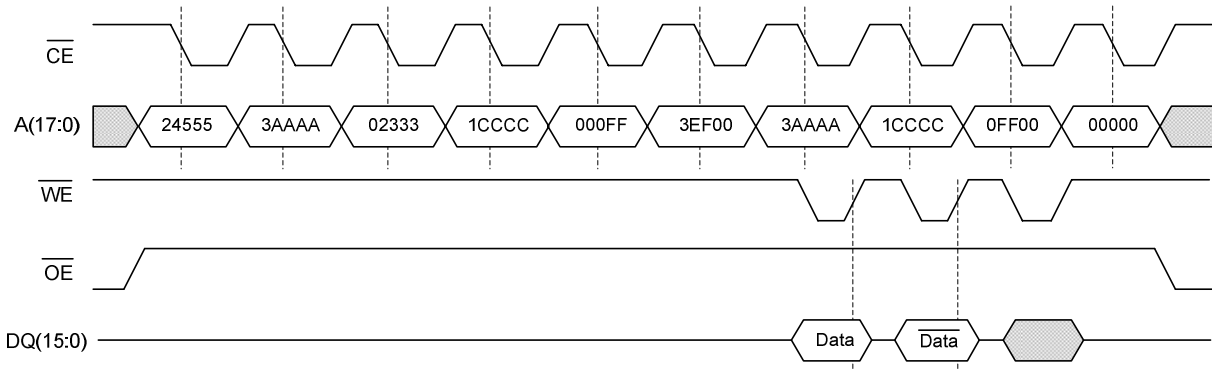 CE
A(17:0) 24555 3AAAA 02333 1CCCC 000FF 3EF00 3AAAA 1CCCC 0FF00 00000
WE
OE
DQ(15:0) Data Data